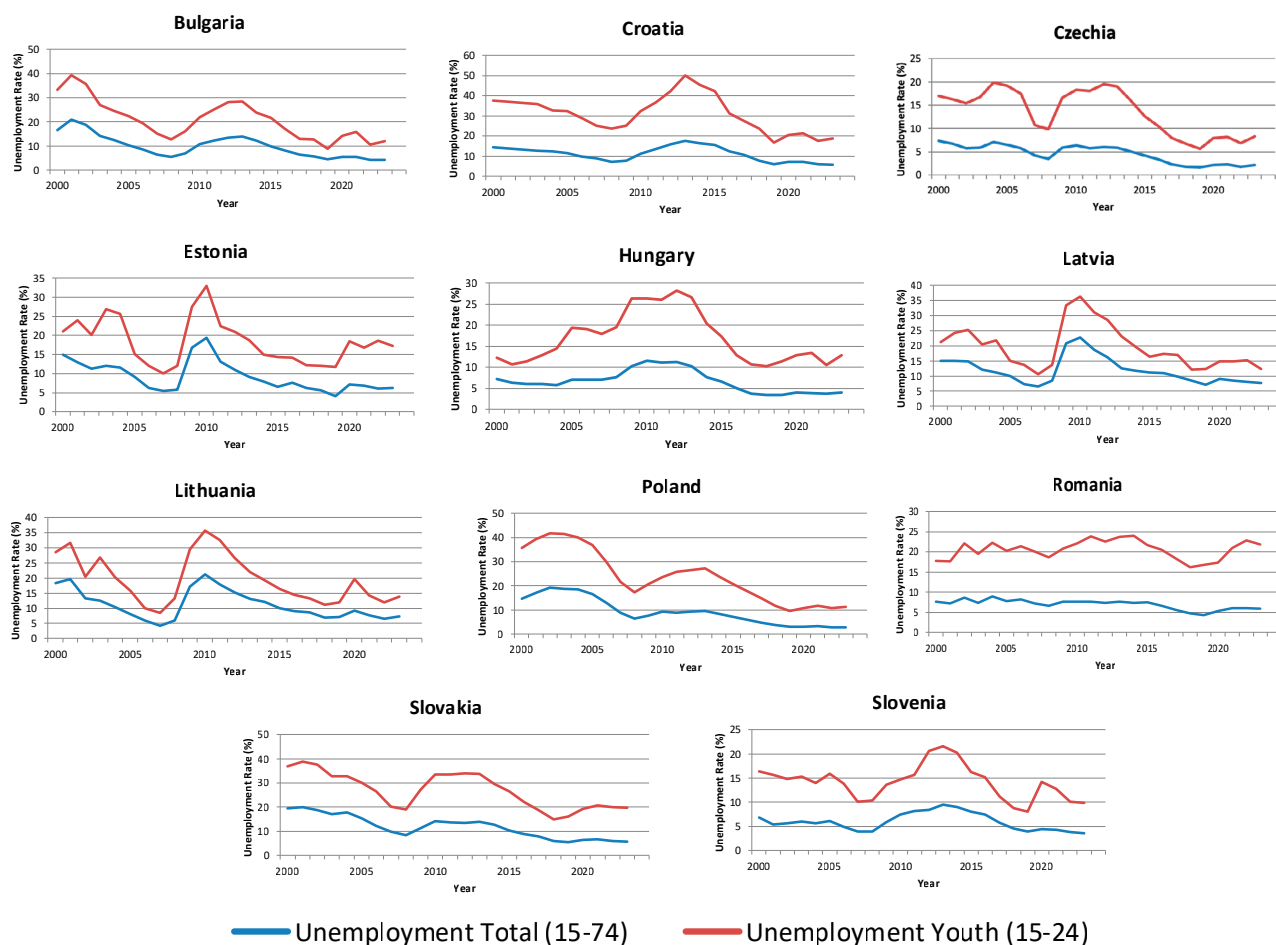 Bulgaria
Unemployment Rate (%)
50
40
30
20
10
0
2000 2005 2010 2015 2020
Year
Croatia
Unemployment Rate (%)
60
50
40
30
20
10
0
2000 2005 2010 2015 2020
Year
Czechia
Unemployment Rate (%)
25
20
15
10
5
0
2000 2005 2010 2015 2020
Year
Estonia
Unemployment Rate (%)
35
30
25
20
15
10
5
0
2000 2005 2010 2015 2020
Year
Hungary
Unemployment Rate (%)
30
25
20
15
10
5
0
2000 2005 2010 2015 2020
Year
Latvia
Unemployment Rate (%)
40
35
30
25
20
15
10
5
0
2000 2005 2010 2015 2020
Year
Lithuania
Unemployment Rate (%)
40
35
30
25
20
15
10
5
0
2000 2005 2010 2015 2020
Year
Poland
Unemployment Rate (%)
50
40
30
20
10
0
2000 2005 2010 2015 2020
Year
Romania
Unemployment Rate (%)
30
25
20
15
10
5
0
2000 2005 2010 2015 2020
Year
Slovakia
Unemployment Rate (%)
50
40
30
20
10
0
2000 2005 2010 2015 2020
Year
Slovenia
Unemployment Rate (%)
25
20
15
10
5
0
2000 2005 2010 2015 2020
Year
Unemployment Total (15-74) Unemployment Youth (15-24)